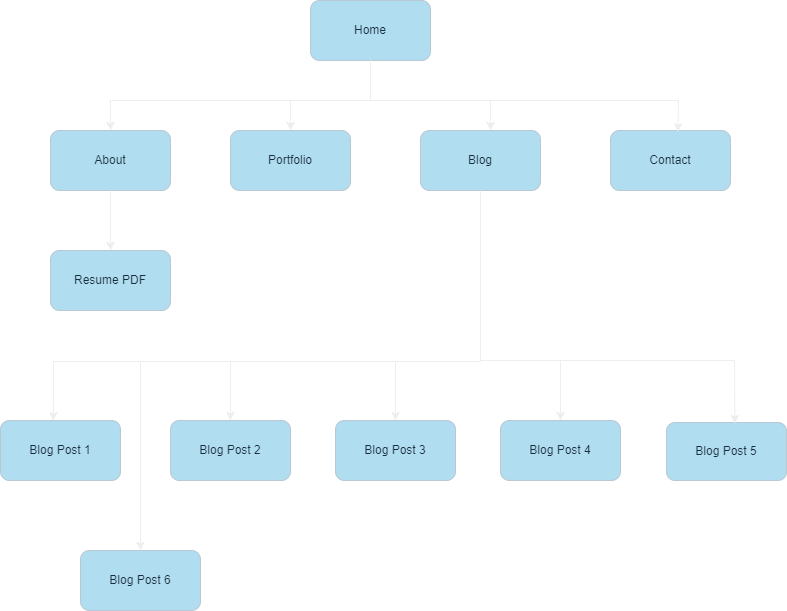 Home
About
Portfolio
Blog
Contact
Resume PDF
Blog Post 1
Blog Post 2
Blog Post 3
Blog Post 4
Blog Post 5
Blog Post 6